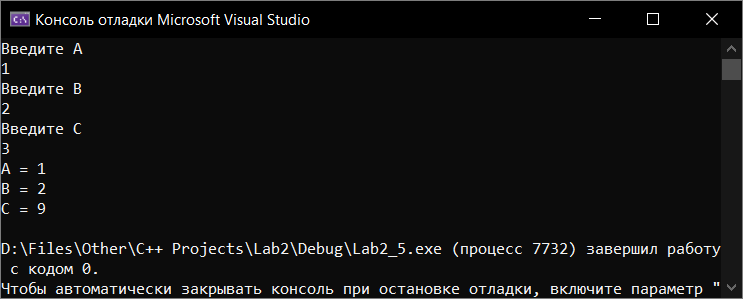 Консоль отладки Microsoft Visual Studio
Введите A
1
Введите B
2
Введите C
3
A = 1
B = 2
C = 9
D:\Files\Other\C++ Projects\Lab2\Debug\Lab2_5.exe (процесс 7732) завершил работу
с кодом 0.
Чтобы автоматически закрывать консоль при остановке отладки, включите параметр "